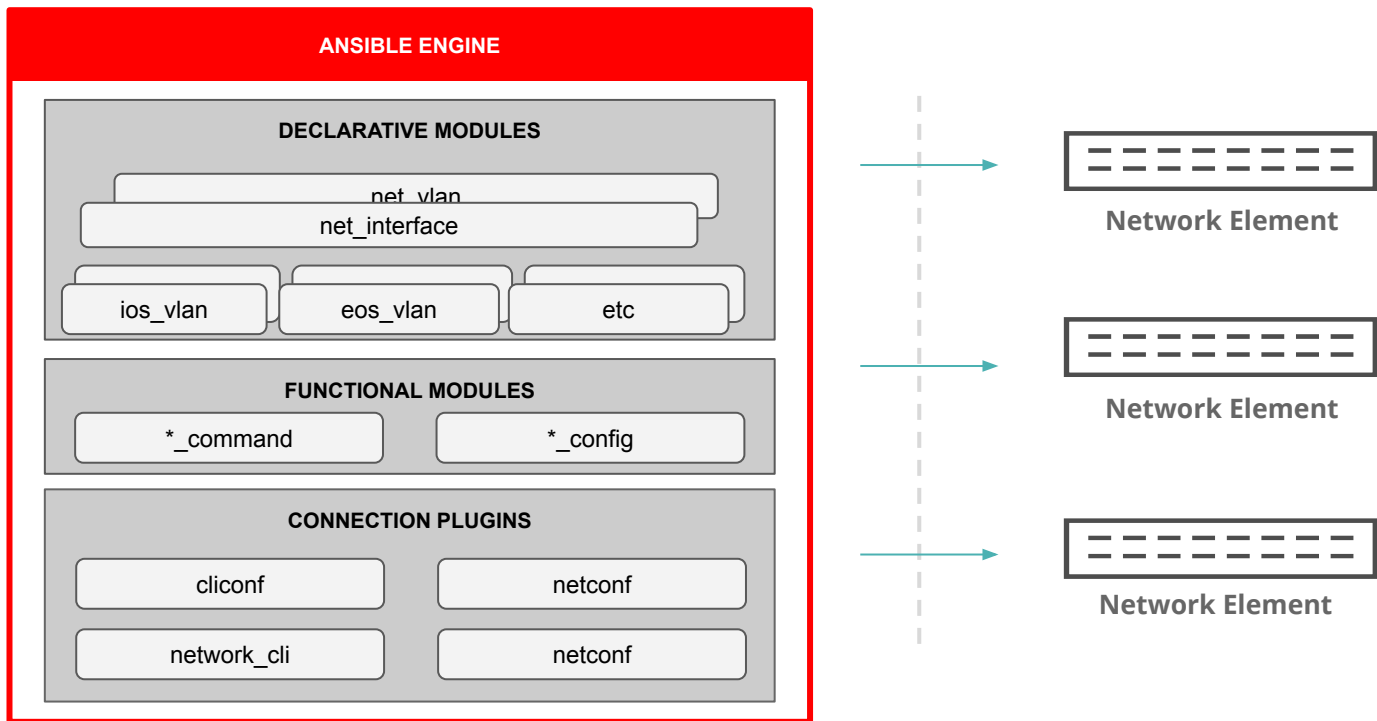 ANSIBLE ENGINE
DECLARATIVE MODULES
net_vlan
net_interface
ios_vlan
eos_vlan
etc
FUNCTIONAL MODULES
*_command
*_config
CONNECTION PLUGINS
cliconf
netconf
network_cli
netconf
Network Element
Network Element
Network Element